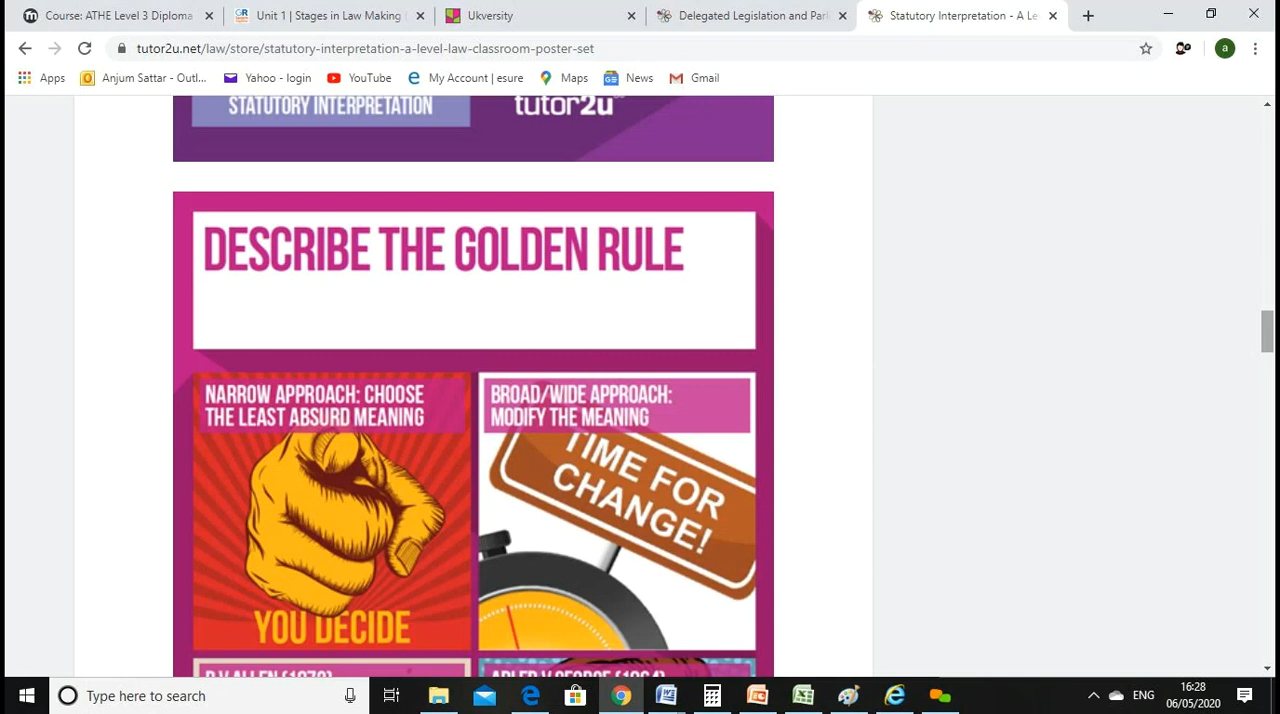 Course: ATHE Level 3 Diploma
Unit 1 | Stages in Law Making (
Ukversity
Delegated Legislation and Parl
Statutory Interpretation - A Le
tutor2u.net/law/store/statutory-interpretation-a-level-law-classroom-poster-set
a
Apps
Anjum Sattar - Outl...
Yahoo - login
YouTube
My Account | esure
Maps
News
Gmail
STATUTORY INTERPRETATION
tutor2u
DESCRIBE THE GOLDEN RULE
NARROW APPROACH: CHOOSE
THE LEAST ABSURD MEANING
BROAD/WIDE APPROACH:
MODIFY THE MEANING
TIME FOR
CHANGE!
YOU DECIDE
Type here to search
ENG
16:28
06/05/2020